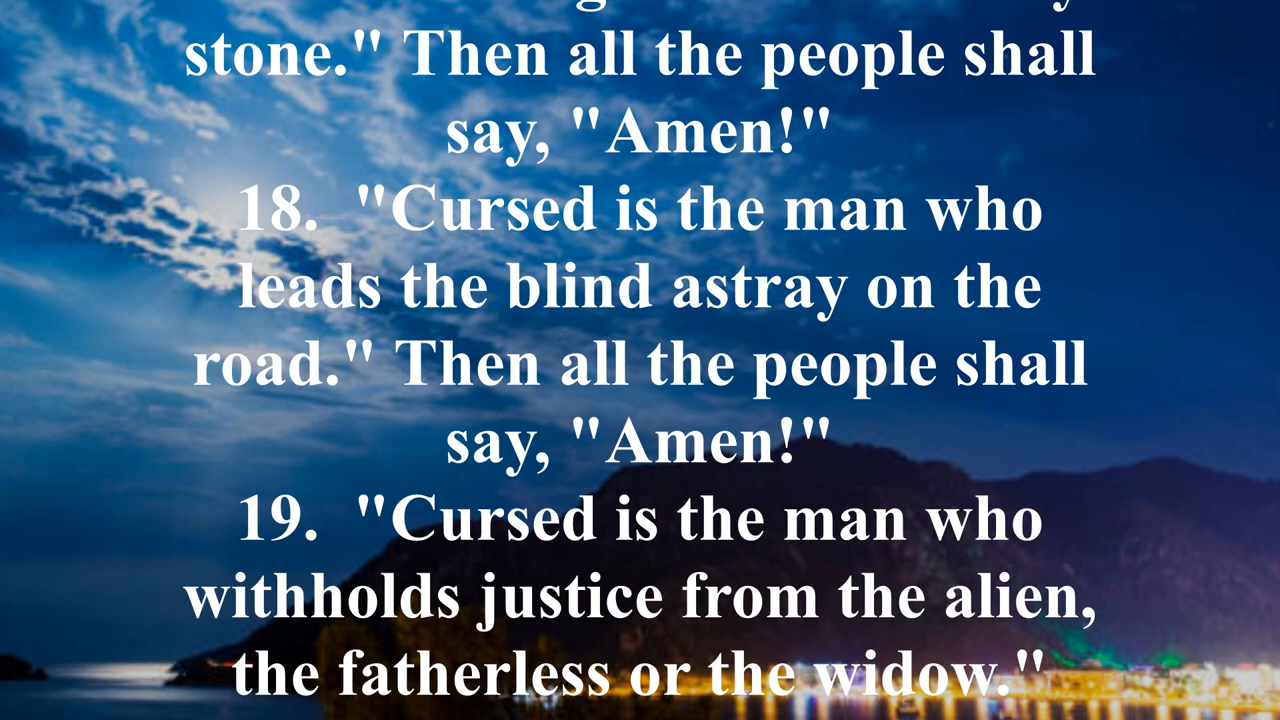 stone." Then all the people shall
say, "Amen!"
18.  "Cursed is the man who
leads the blind astray on the
road." Then all the people shall
say, "Amen!"
19.  "Cursed is the man who
withholds justice from the alien,
the fatherless or the widow."